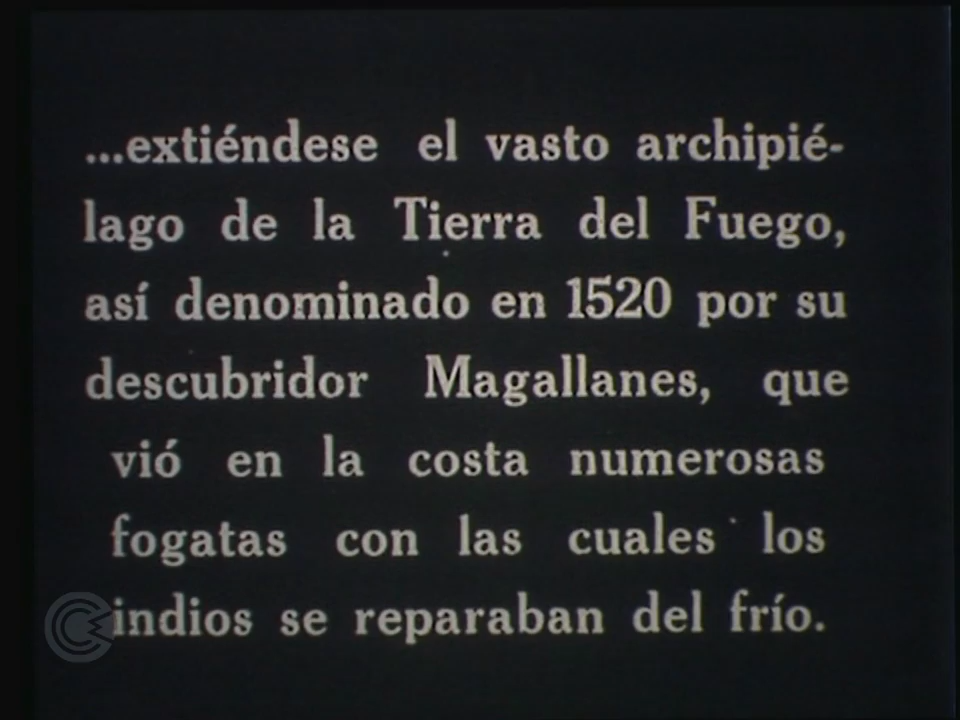 ...extiéndese el vasto archipié-
lago de la Tierra del Fuego,
así denominado en 1520 por su
descubridor Magallanes, que
vió en la costa numerosas
fogatas con las cuales los
indios se reparaban del frío.